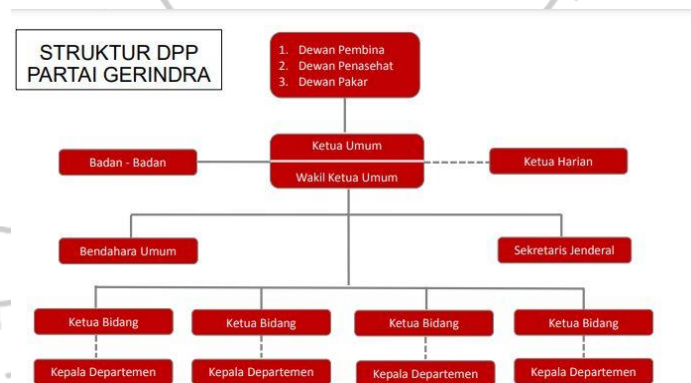 STRUKTUR DPP
PARTAI GERINDRA
1. Dewan Pembina
2. Dewan Penasehat
3. Dewan Pakar
Ketua Umum
Badan - Badan
Ketua Harian
Wakil Ketua Umum
Bendahara Umum
Sekretaris Jenderal
Ketua Bidang
Ketua Bidang
Ketua Bidang
Ketua Bidang
Kepala Departemen
Kepala Departemen
Kepala Departemen
Kepala Departemen